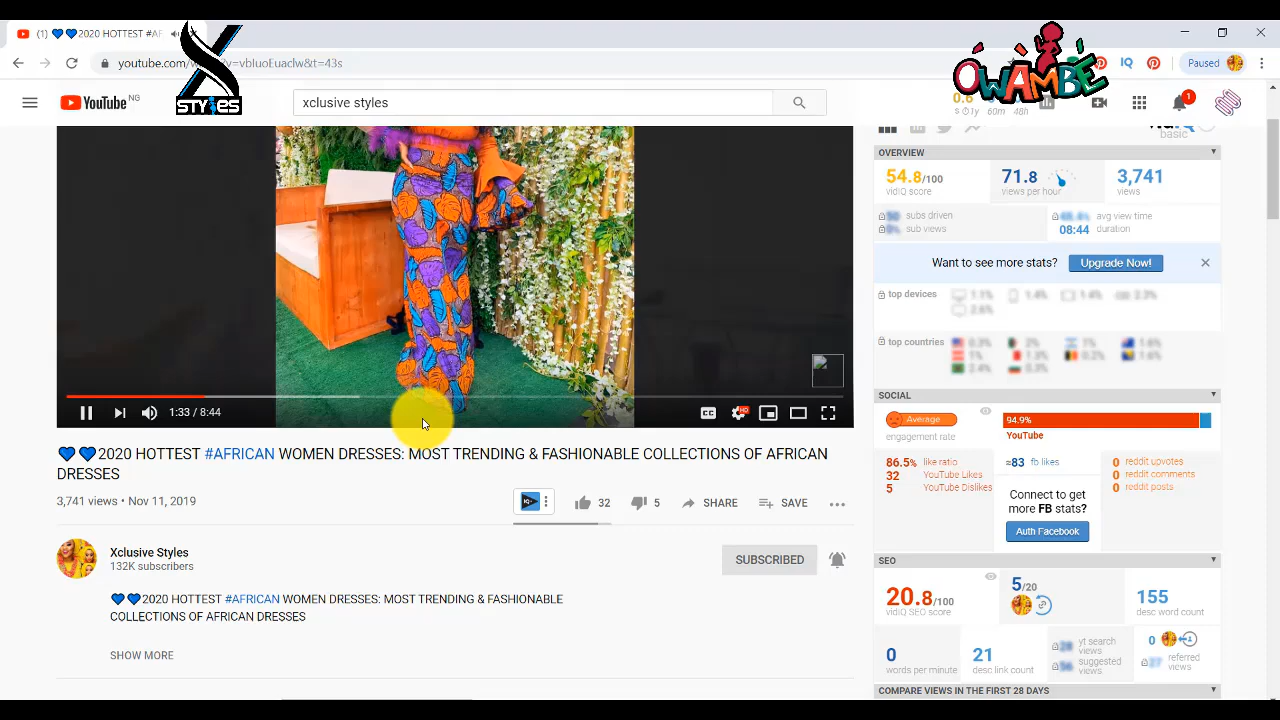 (1) 💙💙2020 HOTTEST #AF
youtube.com/
v=vbIuoEuaclw&t=43s
Paused
STYLES
OWAMBE
YouTube NG
xclusive styles
1
0.6
$ 1y 60m 48h
basic
OVERVIEW
54.8/100
vidIQ score
71.8
views per hour
3,741
views
subs driven
sub views
avg view time
08:44 duration
Want to see more stats? Upgrade Now!
top devices
top countries
1:33 / 8:44
CC
HD
SOCIAL
Average
engagement rate
94.9%
YouTube
86.5% like ratio
32 YouTube Likes
5 YouTube Dislikes
≈83 fb likes
Connect to get
more FB stats?
Auth Facebook
0 reddit upvotes
0 reddit comments
0 reddit posts
💙💙2020 HOTTEST #AFRICAN WOMEN DRESSES: MOST TRENDING & FASHIONABLE COLLECTIONS OF AFRICAN
DRESSES
3,741 views • Nov 11, 2019
IQ
32
5
SHARE
SAVE
Xclusive Styles
132K subscribers
SUBSCRIBED
💙💙2020 HOTTEST #AFRICAN WOMEN DRESSES: MOST TRENDING & FASHIONABLE
COLLECTIONS OF AFRICAN DRESSES
SHOW MORE
SEO
20.8/100
vidIQ SEO score
5/20
155
desc word count
0
words per minute
21
desc link count
yt search
views
suggested
views
0
referred
views
COMPARE VIEWS IN THE FIRST 28 DAYS